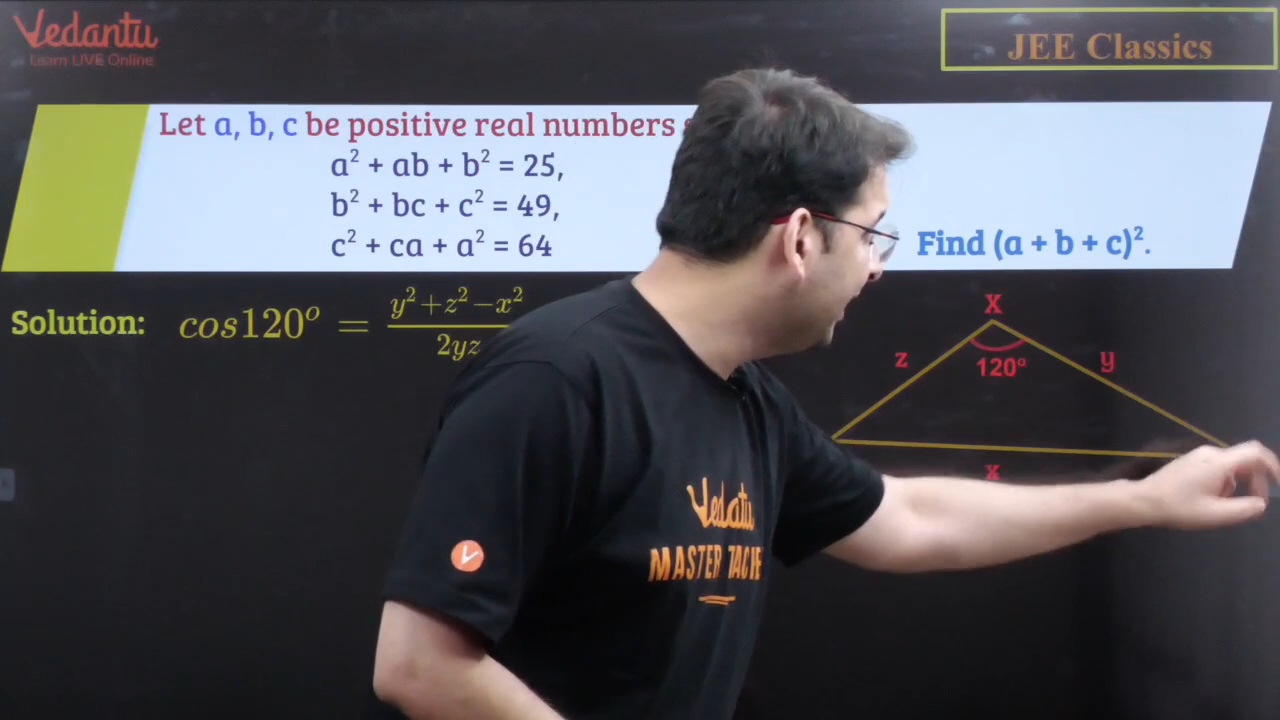 Vedantu
Learn LIVE Online
JEE Classics
Let a, b, c be positive real numbers
a² + ab + b² = 25,
b² + bc + c² = 49,
c² + ca + a² = 64
Find (a + b + c)².
Solution: cos120° = y²+z²−x² / 2yz
X
z
120°
y
x
Vedantu
MASTER